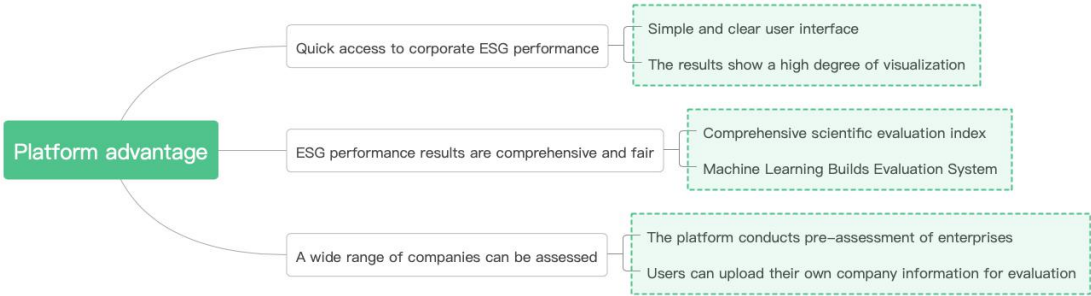 Platform advantage
Quick access to corporate ESG performance
Simple and clear user interface
The results show a high degree of visualization
ESG performance results are comprehensive and fair
Comprehensive scientific evaluation index
Machine Learning Builds Evaluation System
A wide range of companies can be assessed
The platform conducts pre-assessment of enterprises
Users can upload their own company information for evaluation